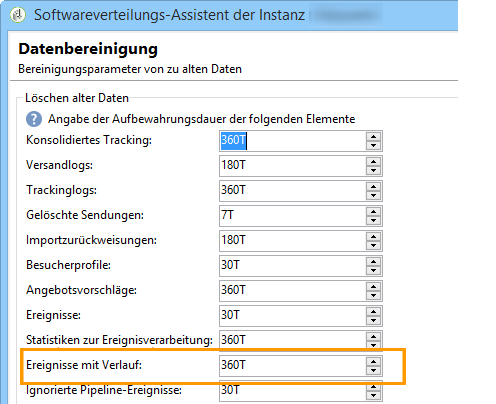 Softwareverteilungs-Assistent der Instanz
Datenbereinigung
Bereinigungsparameter von zu alten Daten
Löschen alter Daten
? Angabe der Aufbewahrungsdauer der folgenden Elemente
Konsolidiertes Tracking: 360T
Versandlogs: 180T
Trackinglogs: 360T
Gelöschte Sendungen: 7T
Importzurückweisungen: 180T
Besucherprofile: 30T
Angebotsvorschläge: 360T
Ereignisse: 30T
Statistiken zur Ereignisverarbeitung: 360T
Ereignisse mit Verlauf: 360T
Ignorierte Pipeline-Ereignisse: 30T